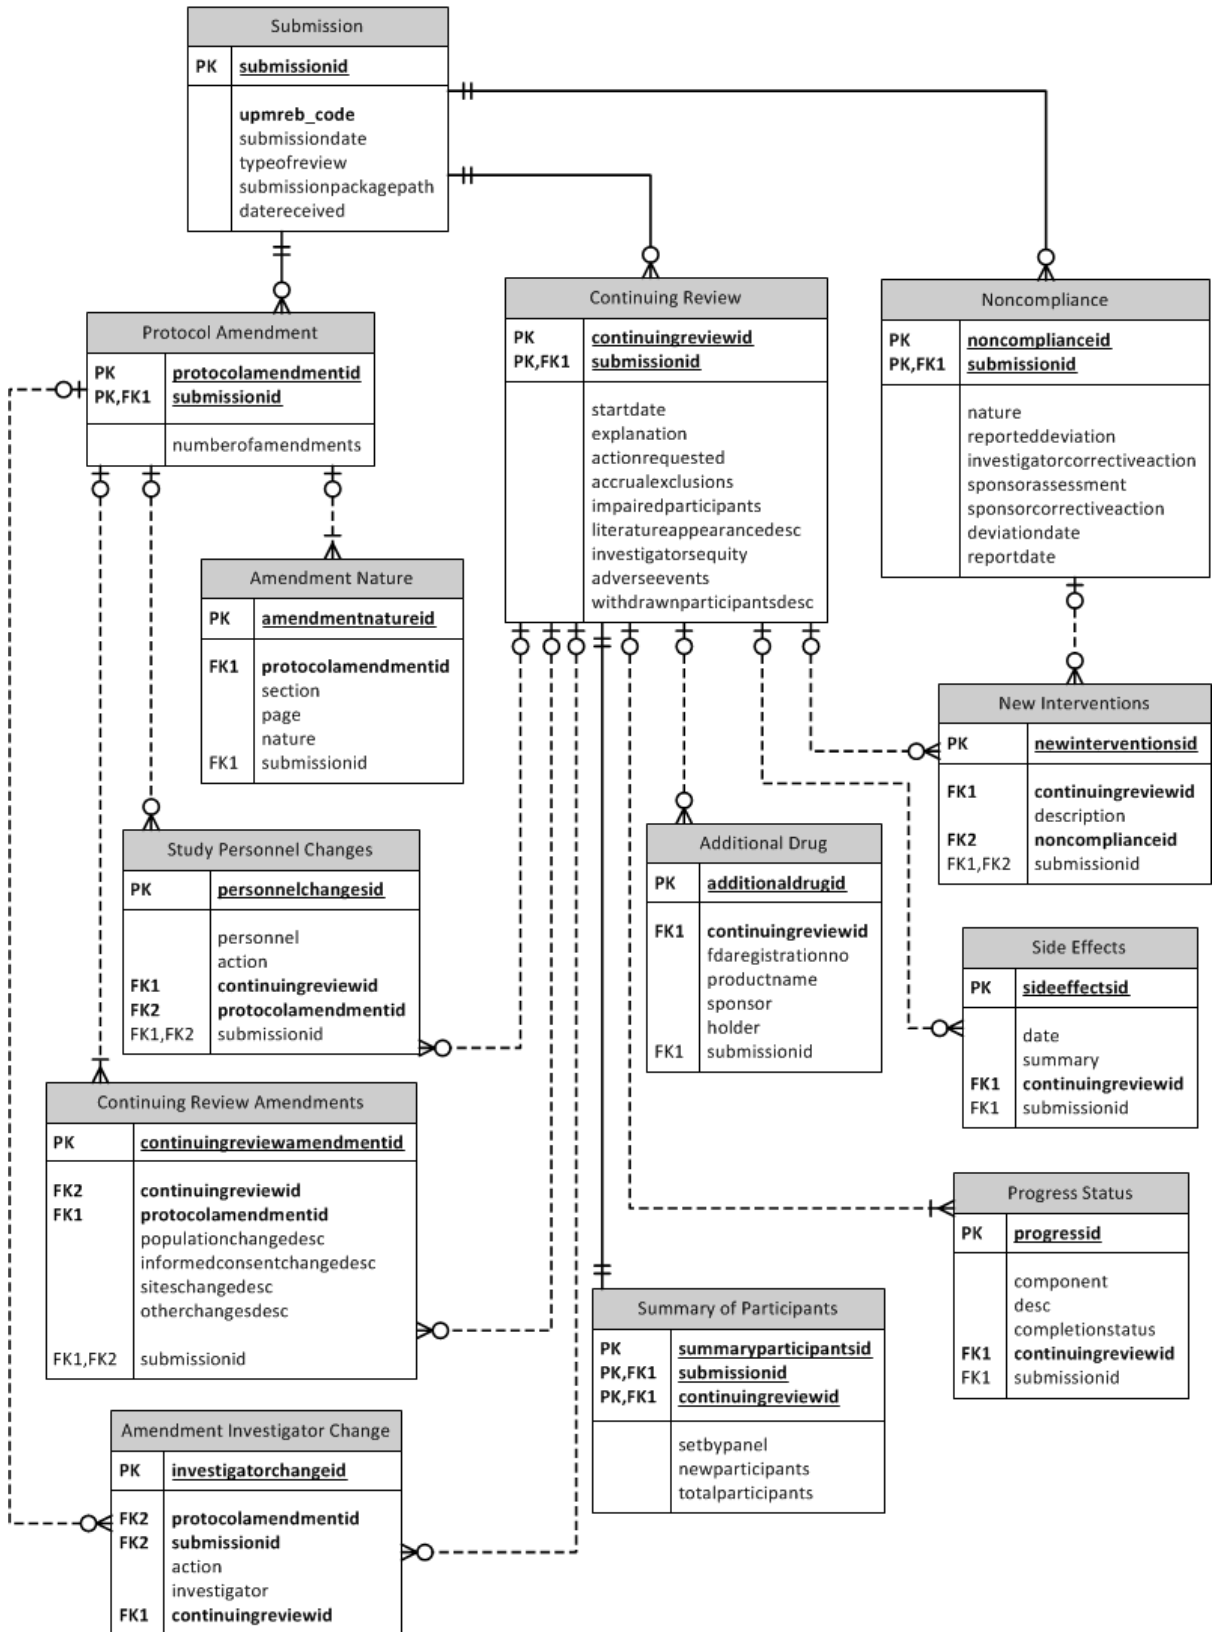 Submission
PK submissionid
upmreb_code
submissiondate
typeofreview
submissionpackagepath
datereceived
Protocol Amendment
PK protocolamendmentid
PK,FK1 submissionid
numberofamendments
Continuing Review
PK continuingreviewid
PK,FK1 submissionid
startdate
explanation
actionrequested
accrualexclusions
impairedparticipants
literatureappearancedesc
investigatorsequity
adverseevents
withdrawnparticipantsdesc
Noncompliance
PK noncomplianceid
PK,FK1 submissionid
nature
reporteddeviation
investigatorcorrectiveaction
sponsorassessment
sponsorcorrectiveaction
deviationdate
reportdate
Amendment Nature
PK amendmentnatureid
FK1 protocolamendmentid
section
page
nature
FK1 submissionid
New Interventions
PK newinterventionsid
FK1 continuingreviewid
description
FK2 noncomplianceid
FK1,FK2 submissionid
Study Personnel Changes
PK personnelchangesid
personnel
action
FK1 continuingreviewid
FK2 protocolamendmentid
FK1,FK2 submissionid
Additional Drug
PK additionaldrugid
FK1 continuingreviewid
fdaregistrationno
productname
sponsor
holder
FK1 submissionid
Side Effects
PK sideeffectsid
date
summary
FK1 continuingreviewid
FK1 submissionid
Continuing Review Amendments
PK continuingreviewamendmentid
FK2 continuingreviewid
FK1 protocolamendmentid
populationchangedesc
informedconsentchangedesc
siteschangedesc
otherchangesdesc
FK1,FK2 submissionid
Progress Status
PK progressid
component
desc
completionstatus
FK1 continuingreviewid
FK1 submissionid
Summary of Participants
PK summaryparticipantsid
PK,FK1 submissionid
PK,FK1 continuingreviewid
setbypanel
newparticipants
totalparticipants
Amendment Investigator Change
PK investigatorchangeid
FK2 protocolamendmentid
FK2 submissionid
action
investigator
FK1 continuingreviewid